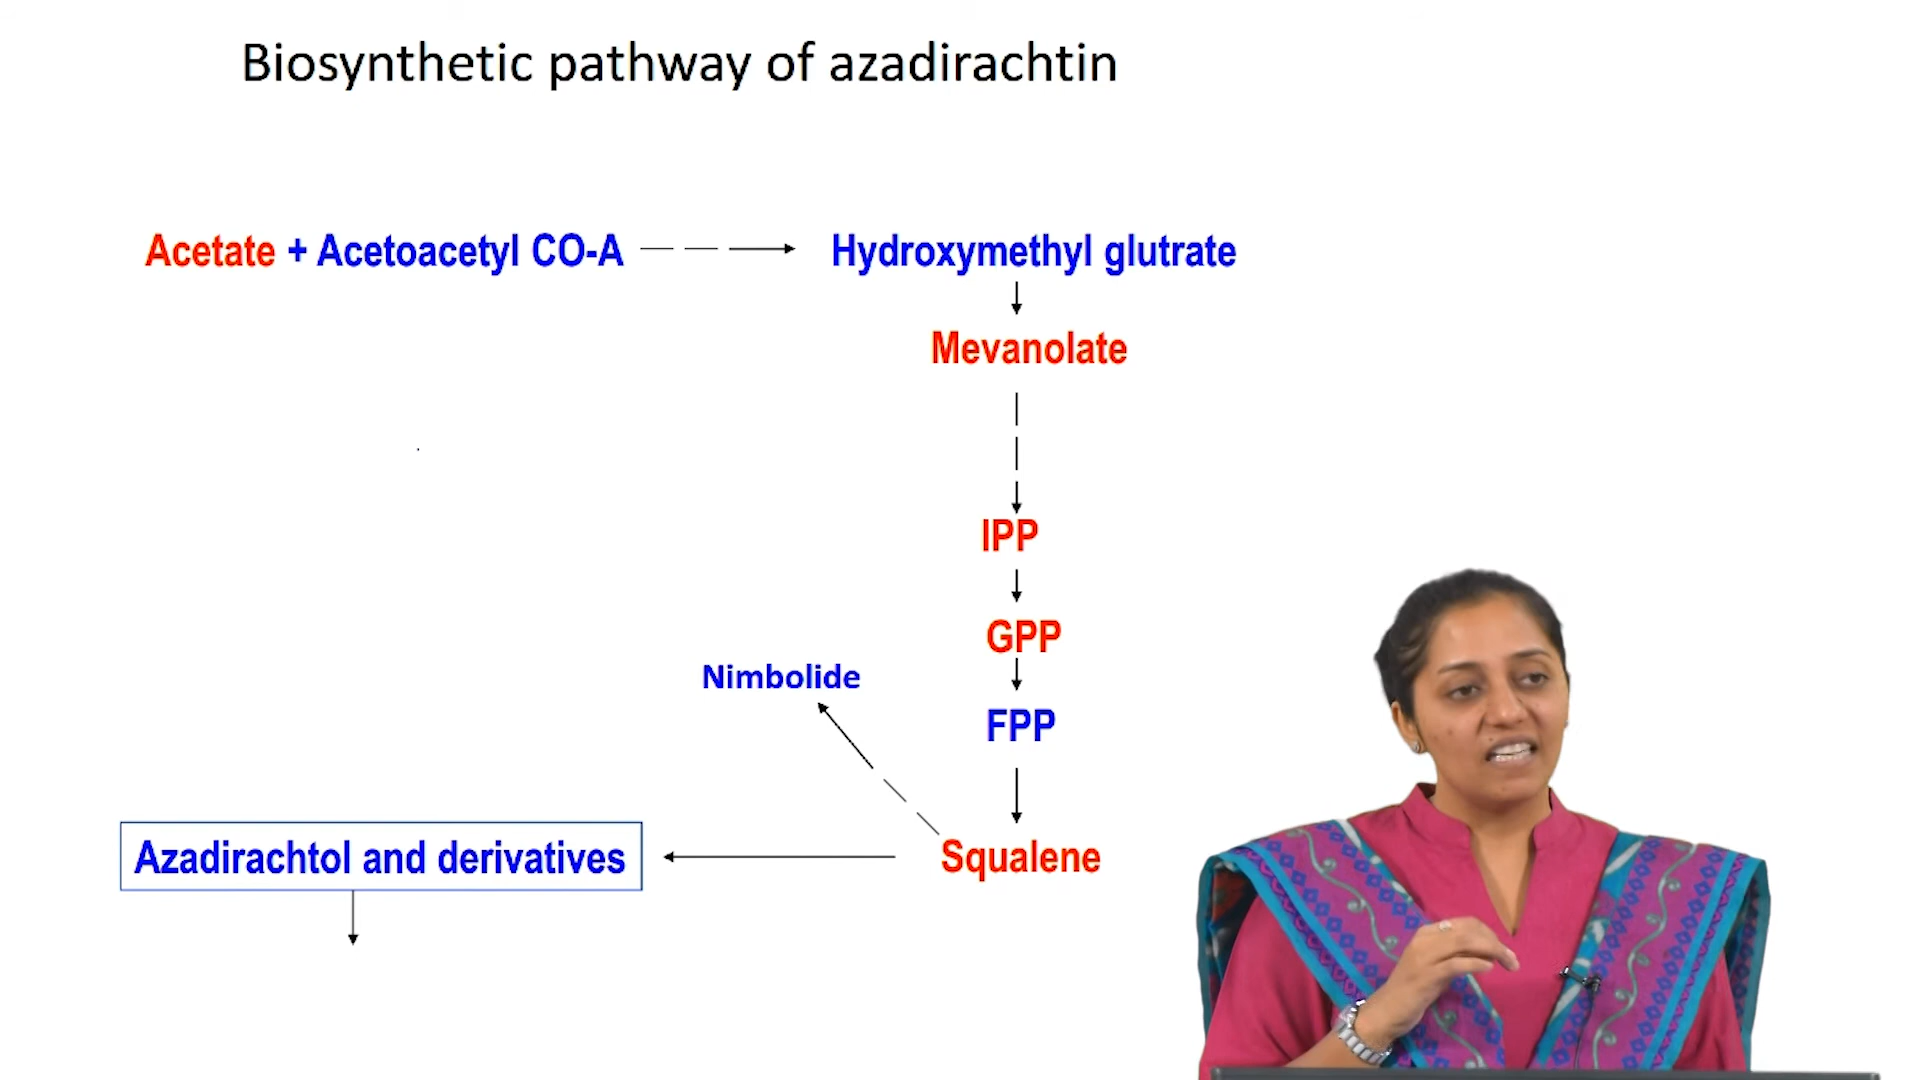 Biosynthetic pathway of azadirachtin
Acetate + Acetoacetyl CO-A
Hydroxymethyl glutrate
Mevanolate
IPP
GPP
Nimbolide
FPP
Azadirachtol and derivatives
Squalene